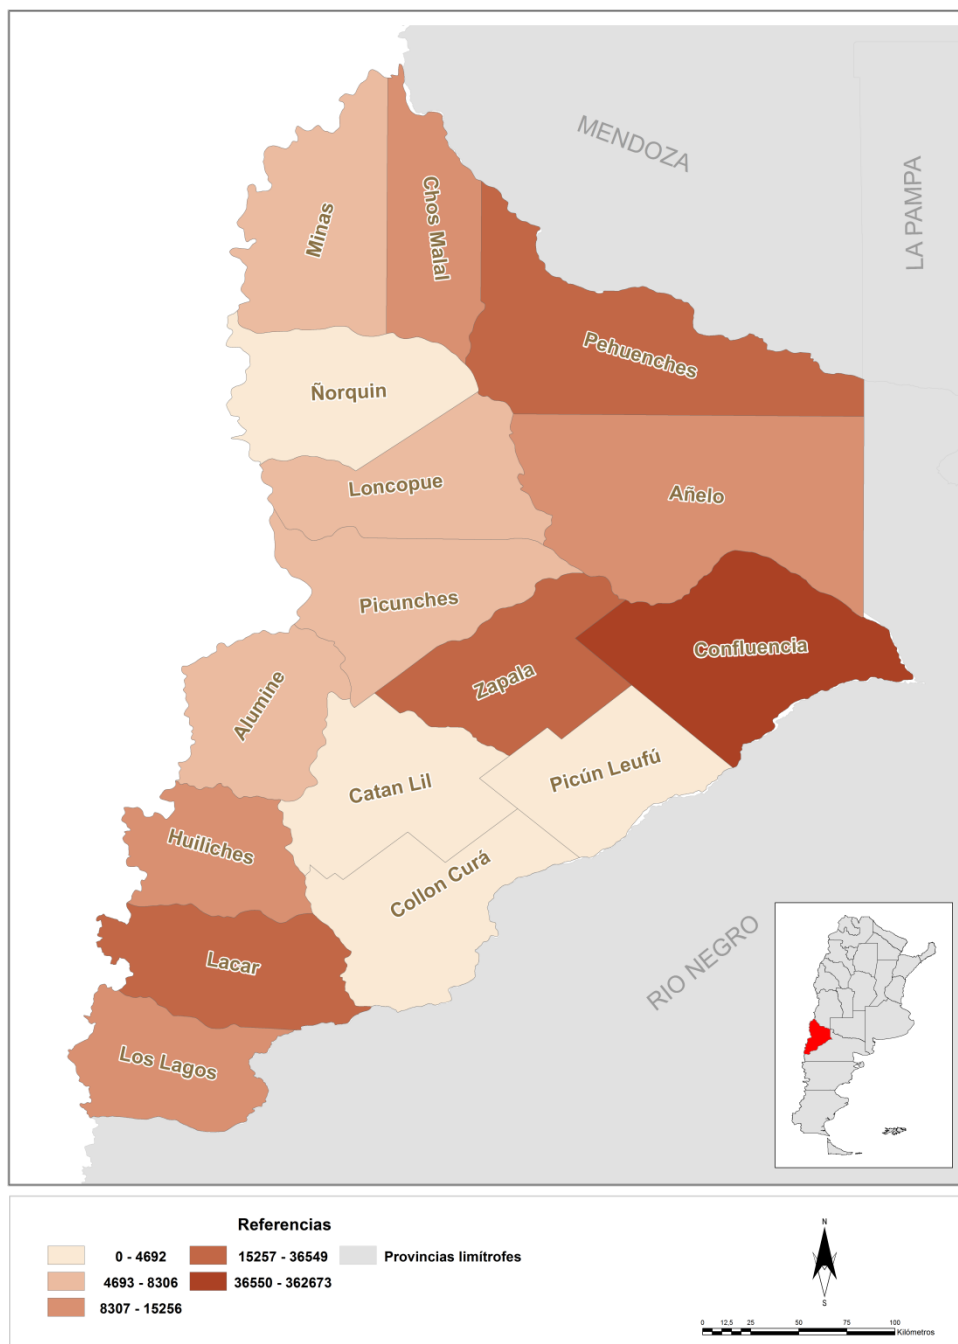 MENDOZA
LA PAMPA
Minas
Chos Malal
Pehuenches
Ñorquin
Loncopue
Añelo
Picunches
Confluencia
Zapala
Alumine
Catan Lil
Picún Leufú
Huiliches
Collon Curá
Lacar
RIO NEGRO
Los Lagos
Referencias
0 - 4692
15257 - 36549
Provincias limítrofes
4693 - 8306
36550 - 362673
8307 - 15256
N
S
0 12,5 25 50 75 100
Kilómetros